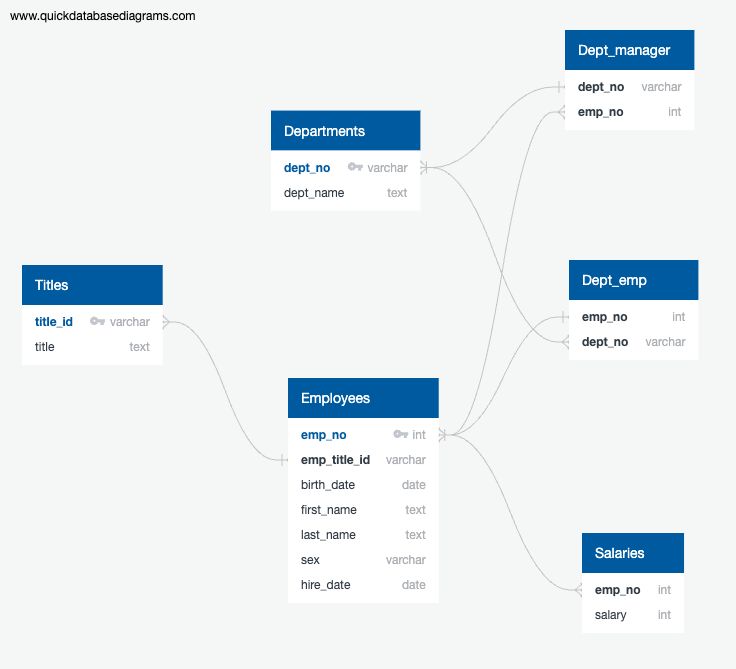 www.quickdatabasediagrams.com
Dept_manager
dept_no varchar
emp_no int
Departments
dept_no varchar
dept_name text
Titles
title_id varchar
title text
Dept_emp
emp_no int
dept_no varchar
Employees
emp_no int
emp_title_id varchar
birth_date date
first_name text
last_name text
sex varchar
hire_date date
Salaries
emp_no int
salary int